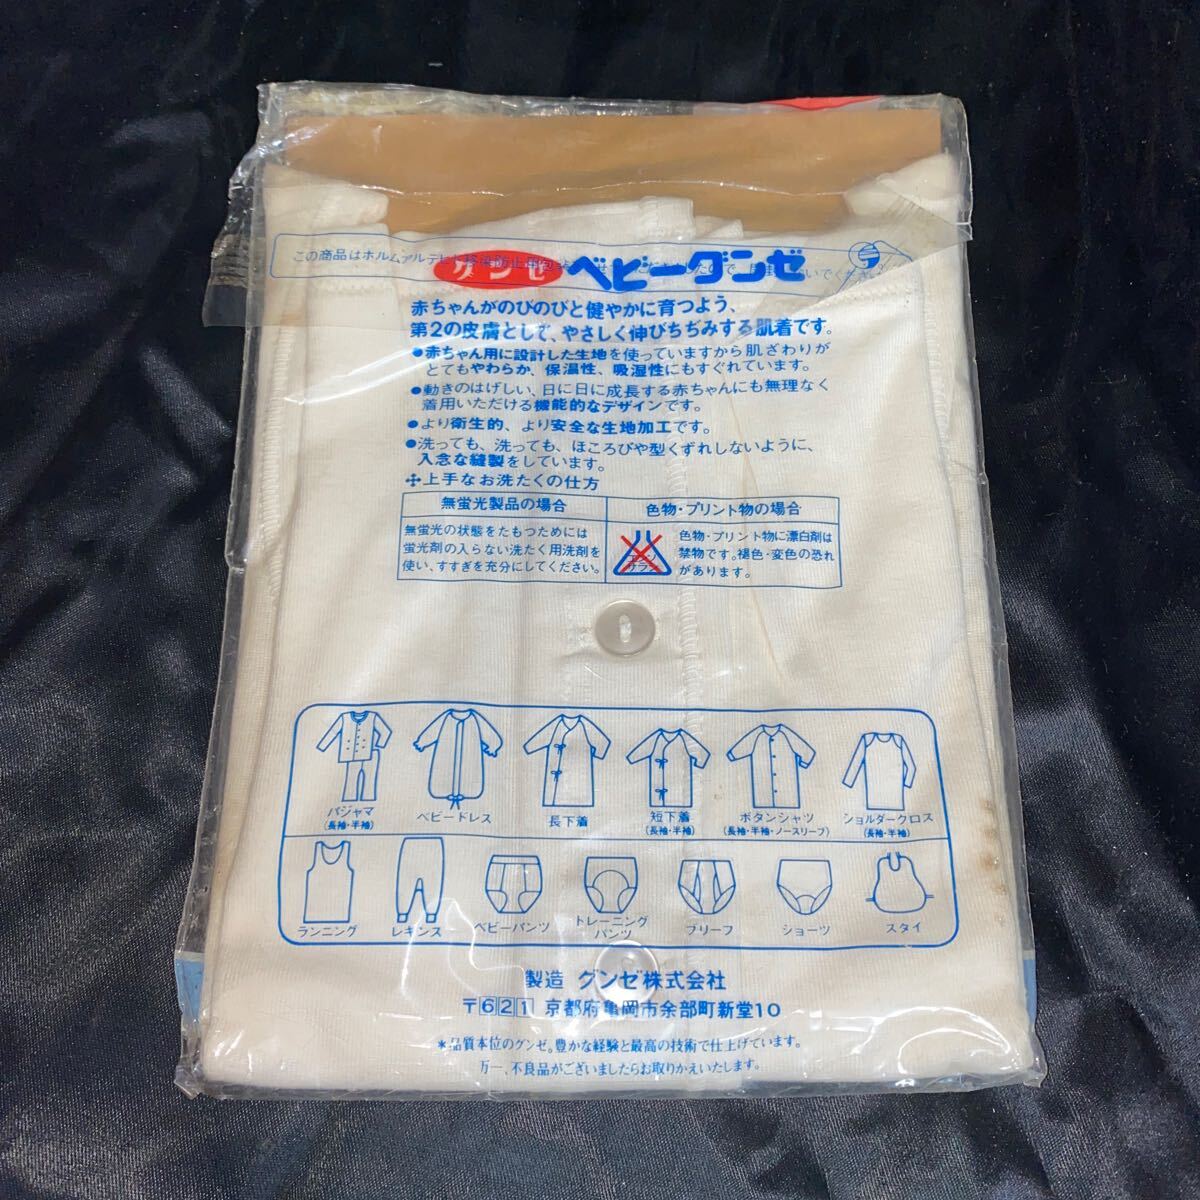 この商品はホルムアルデヒド移染防止用包装
グンゼ ベビーグンゼ
赤ちゃんがのびのびと健やかに育つよう、
第2の皮膚として、やさしく伸びちぢみする肌着です。
●赤ちゃん用に設計した生地を使っていますから肌ざわりが
とてもやわらか、保温性、吸湿性にもすぐれています。
●動きのはげしい、日に日に成長する赤ちゃんにも無理なく
着用いただける機能的なデザインです。
●より衛生的、より安全な生地加工です。
●洗っても、洗っても、ほころびや型くずれしないように、
入念な縫製をしています。
✣上手なお洗たくの仕方
無蛍光製品の場合
無蛍光の状態をたもつためには
蛍光剤の入らない洗たく用洗剤を
使い、すすぎを充分にしてください。
色物・プリント物の場合
エンソ
サラシ
色物・プリント物に漂白剤は
禁物です。褪色・変色の恐れ
があります。
パジャマ
(長袖・半袖)
ベビードレス
長下着
短下着
(長袖・半袖)
ボタンシャツ
(長袖・半袖・ノースリーブ)
ショルダークロス
(長袖・半袖)
ランニング
レギンス
ベビーパンツ
トレーニング
パンツ
ブリーフ
ショーツ
スタイ
製造 グンゼ株式会社
〒621 京都府亀岡市余部町新堂10
*品質本位のグンゼ。豊かな経験と最高の技術で仕上げています。
万一、不良品がございましたらお取りかえいたします。